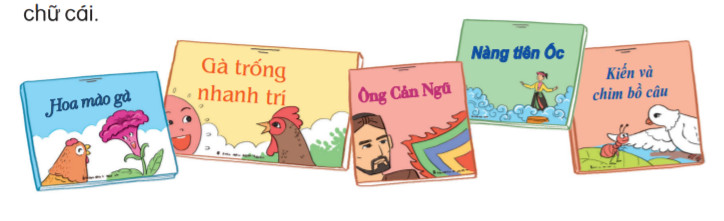 chữ cái.
Hoa mào gà
Gà trống
nhanh trí
Ông Cản Ngũ
Nàng tiên Ốc
Kiến và
chim bồ câu